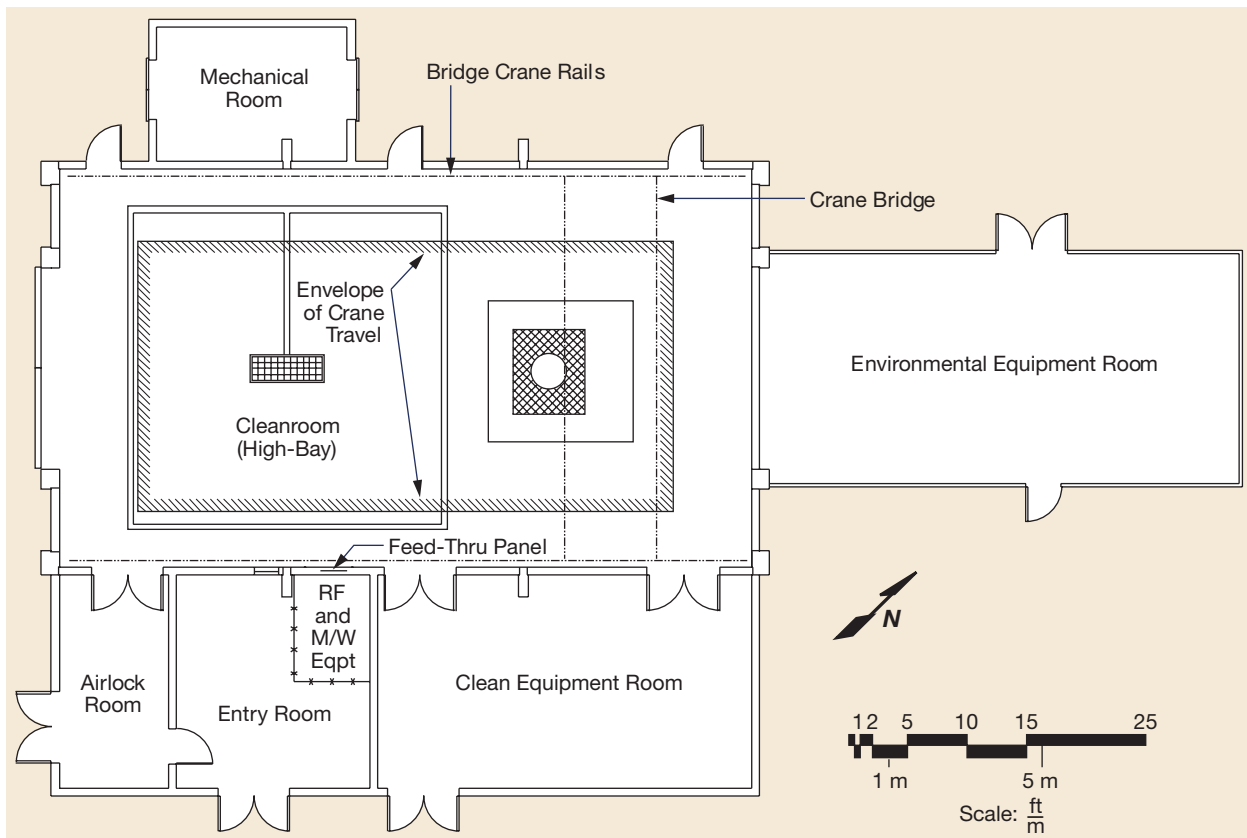 Mechanical
Room
Bridge Crane Rails
Crane Bridge
Envelope
of Crane
Travel
Environmental Equipment Room
Cleanroom
(High-Bay)
Feed-Thru Panel
RF
and
M/W
Eqpt
N
Airlock
Room
Entry Room
Clean Equipment Room
1 2 5 10 15 25
1 m 5 m
Scale: ft
m